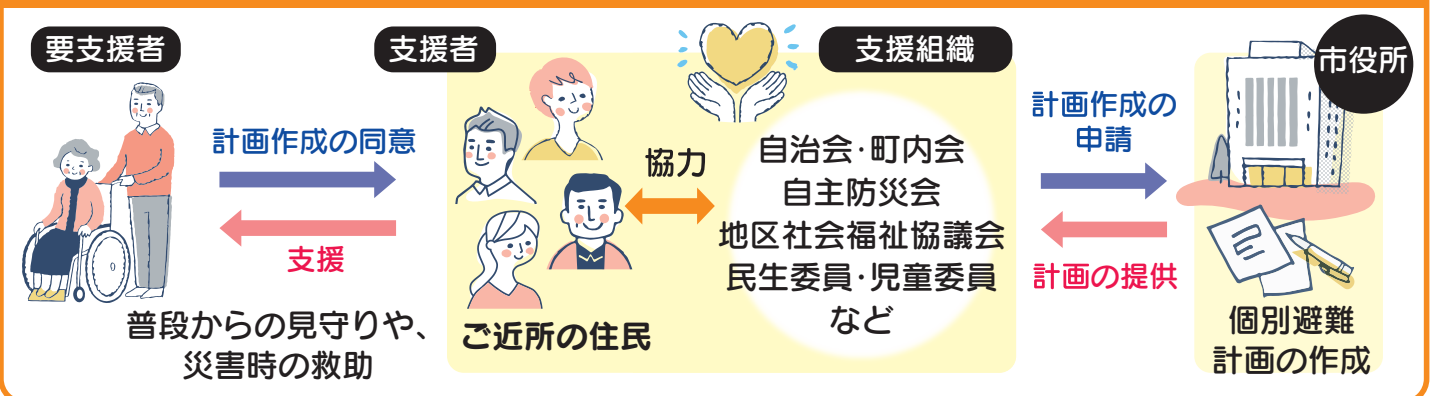 要支援者
計画作成の同意
支援
普段からの見守りや、
災害時の救助
支援者
ご近所の住民
協力
支援組織
自治会・町内会
自主防災会
地区社会福祉協議会
民生委員・児童委員
など
計画作成の
申請
計画の提供
市役所
個別避難
計画の作成